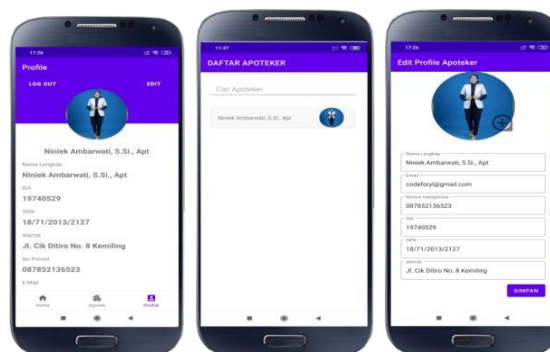 17:26
Profile
LOG OUT
EDIT
Niniek Ambarwati, S.Si., Apt
Nama Lengkap
Niniek Ambarwati, S.Si., Apt
SIA
19740529
SIPA
18/71/2013/2127
Alamat
Jl. Cik Ditiro No. 8 Kemiling
No Ponsel
087852136523
E-Mail
Home
Apotek
Profile
11:37
DAFTAR APOTEKER
Cari Apoteker
Niniek Ambarwati, S.Si., Apt
17:26
Edit Profile Apoteker
Nama Lengkap
Niniek Ambarwati, S.Si., Apt
Email
codeforyl@gmail.com
Nomor Handphone
087852136523
SIA
19740529
SIPA
18/71/2013/2127
Alamat
Jl. Cik Ditiro No. 8 Kemiling
SIMPAN